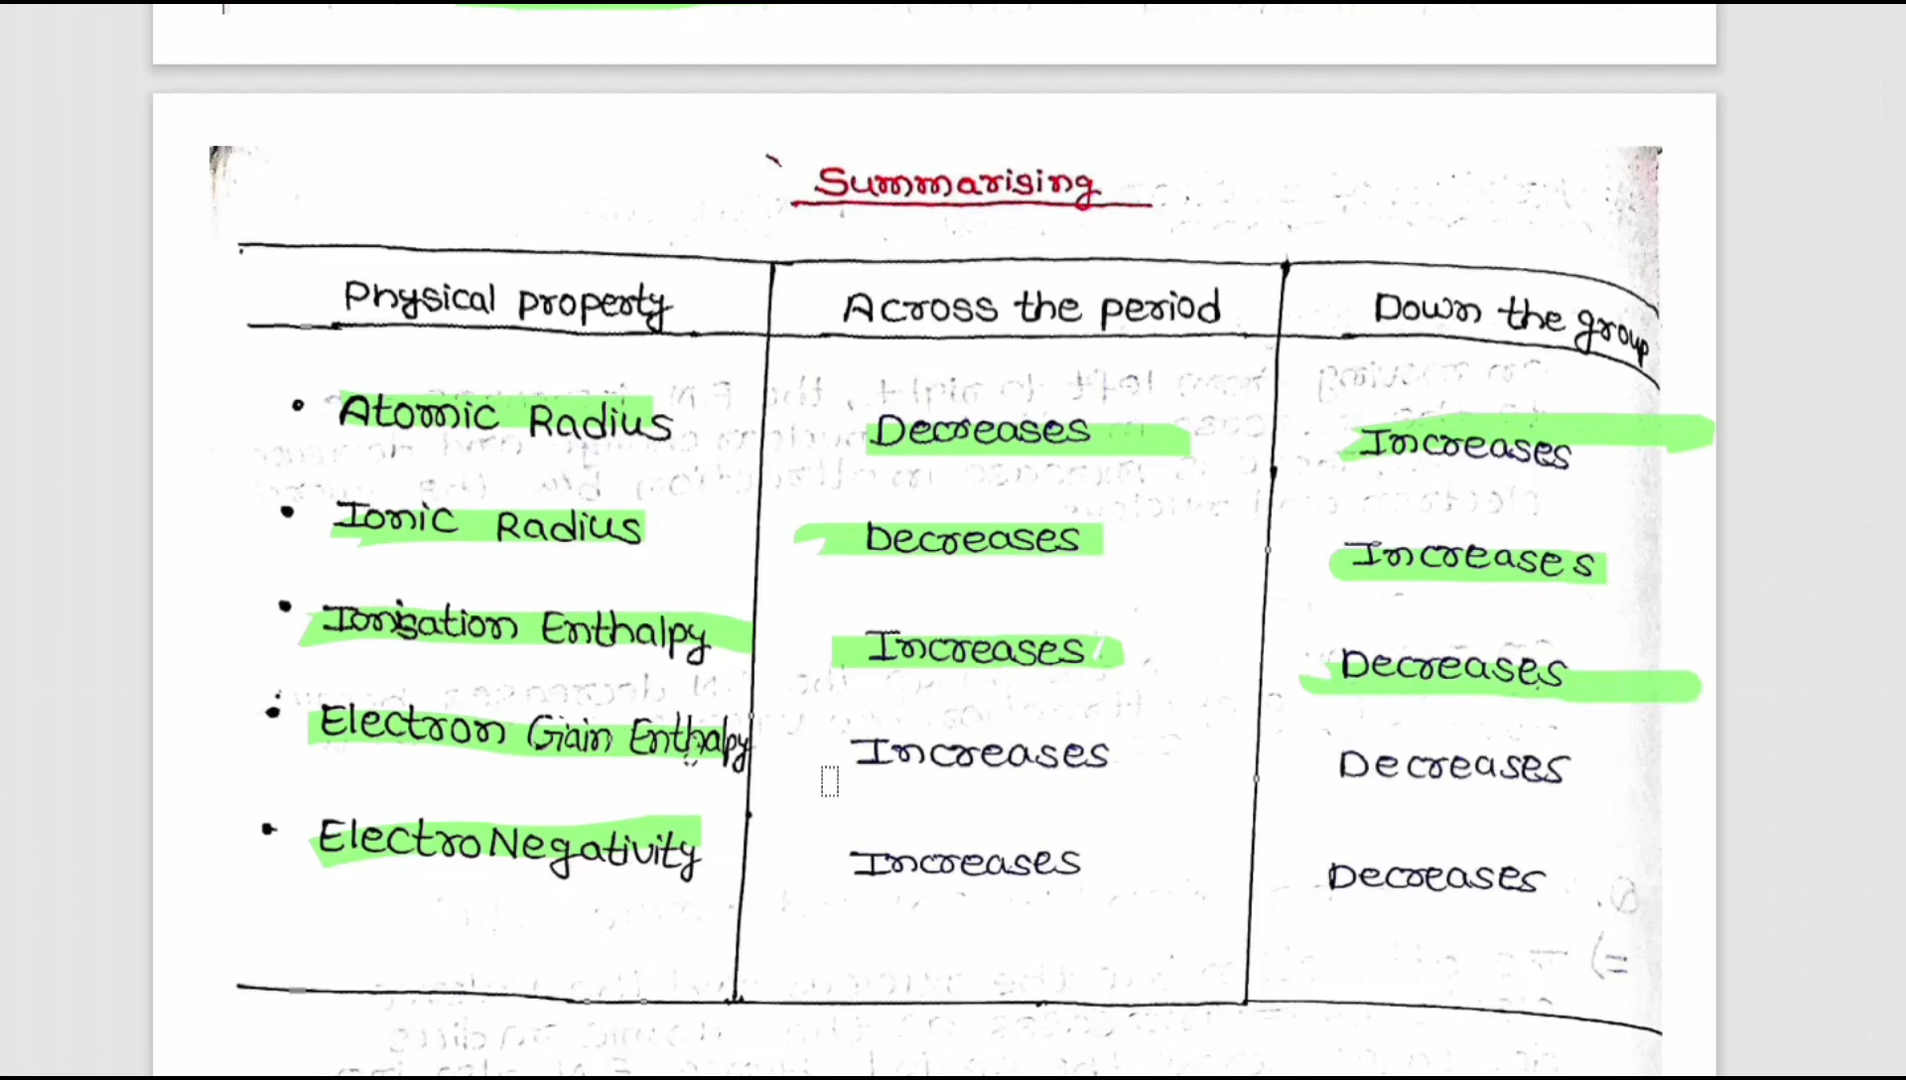 Summarising
Physical property Across the period Down the group
• Atomic Radius Decreases Increases
• Ionic Radius Decreases Increases
• Ionisation Enthalpy Increases Decreases
• Electron Gain Enthalpy Increases Decreases
• ElectroNegativity Increases Decreases